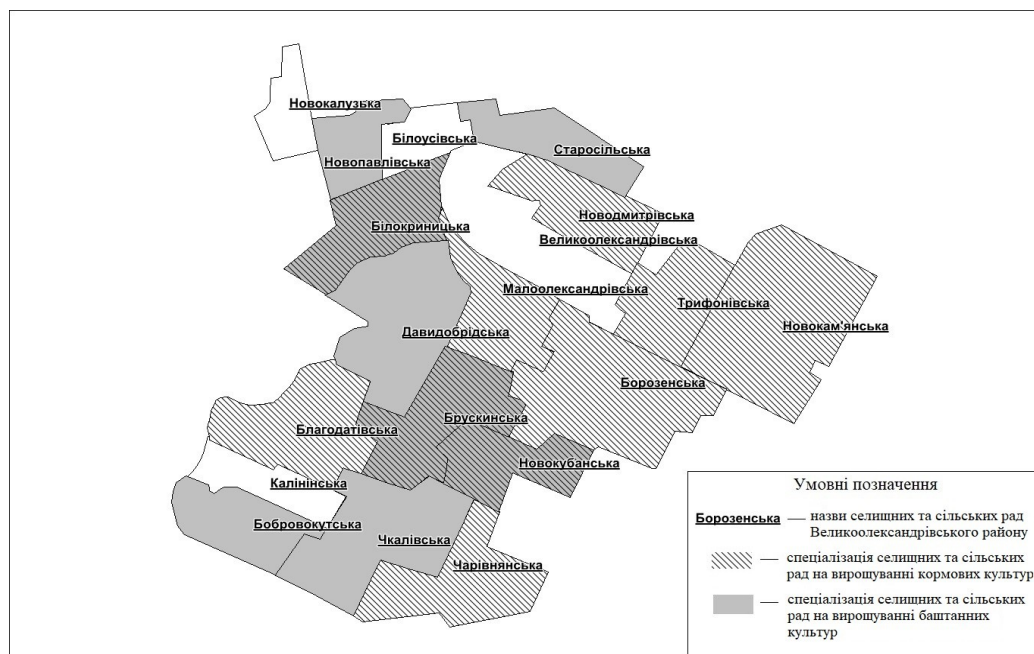 Новокалузька
Білоусівська
Старосільська
Новопавлівська
Новодмитрівська
Білокриницька
Великоолександрівська
Малоолександрівська
Трифонівська
Новокам'янська
Давидобрідська
Борозенська
Брускинська
Благодатівська
Новокубанська
Калінінська
Бобровокутська
Чкалівська
Чарівнянська
Умовні позначення
Борозенська — назви селищних та сільських рад
Великоолександрівського району
— спеціалізація селищних та сільських
рад на вирощуванні кормових культур
— спеціалізація селищних та сільських
рад на вирощуванні баштанних
культур